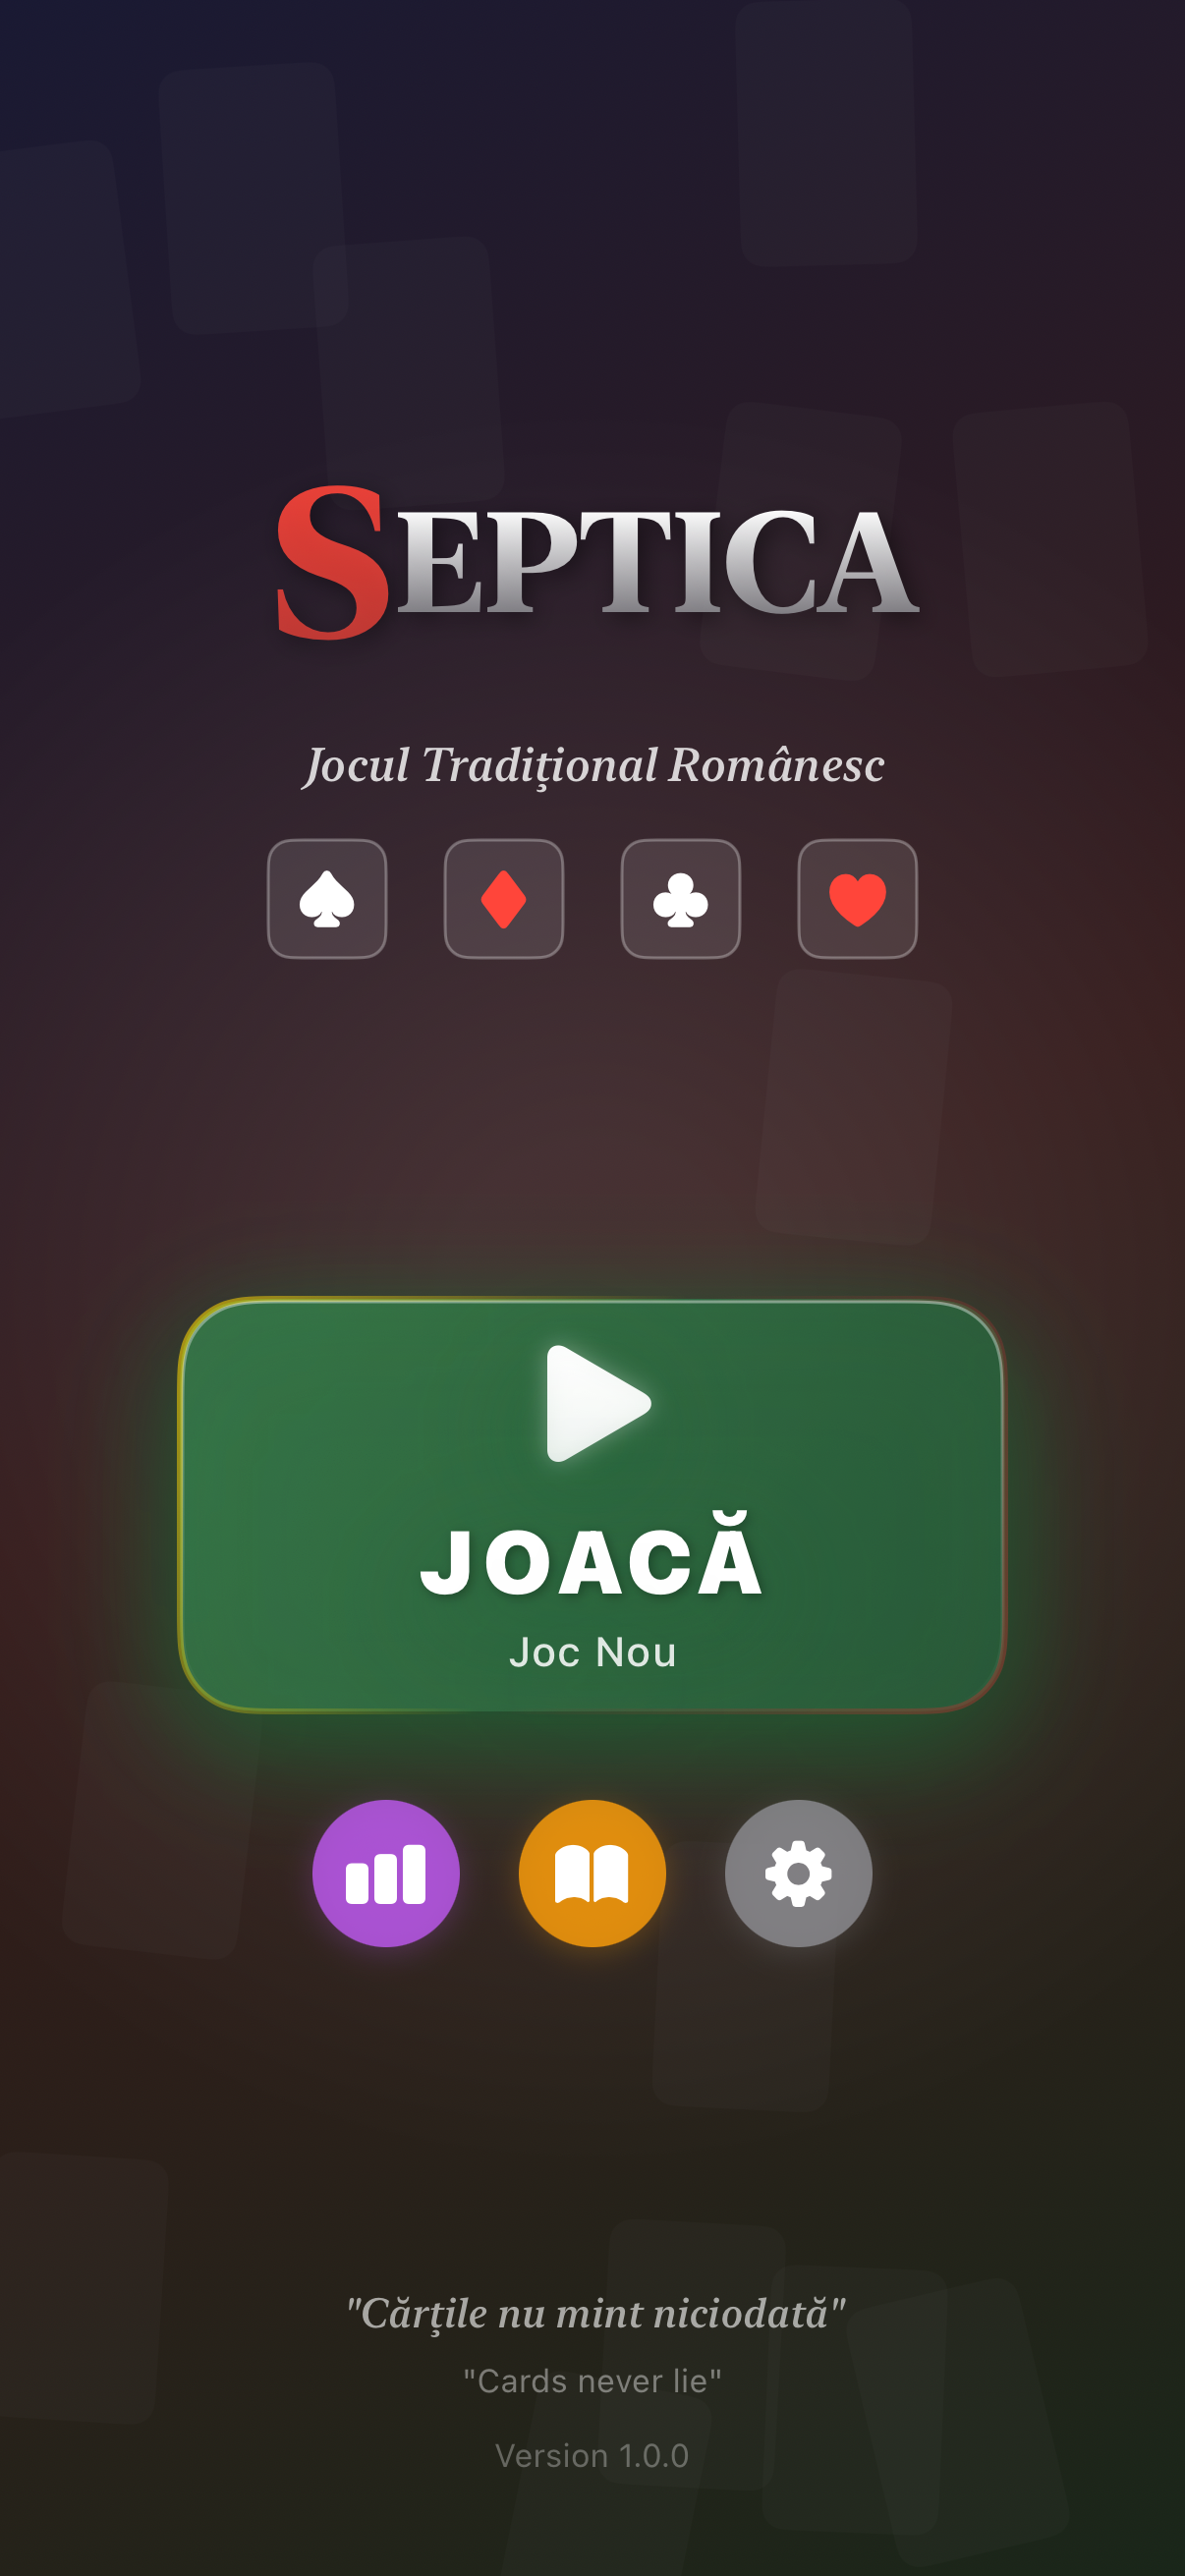 SEPTICA
Jocul Tradițional Românesc
JOACĂ
Joc Nou
"Cărțile nu mint niciodată"
"Cards never lie"
Version 1.0.0